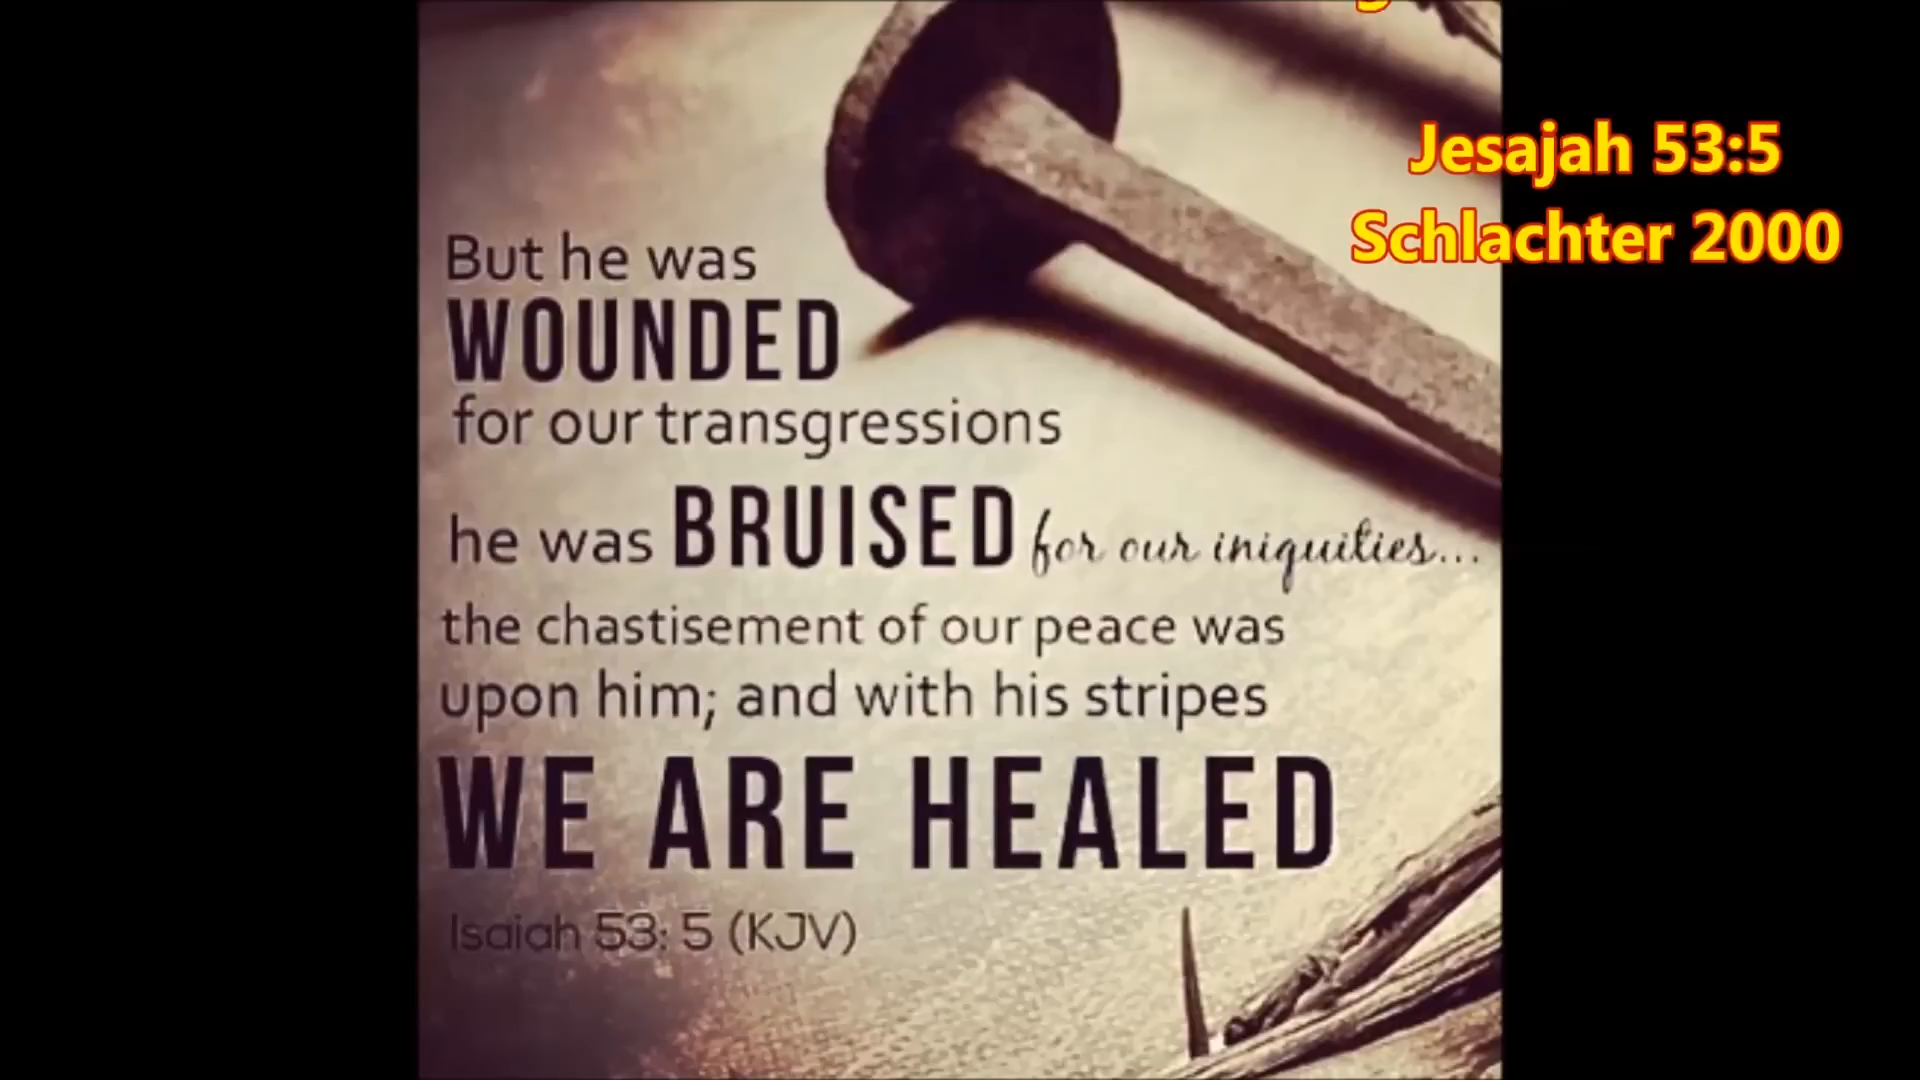 But he was
WOUNDED
for our transgressions
he was BRUISED for our iniquities...
the chastisement of our peace was
upon him; and with his stripes
WE ARE HEALED
Isaiah 53: 5 (KJV)
Jesajah 53:5
Schlachter 2000